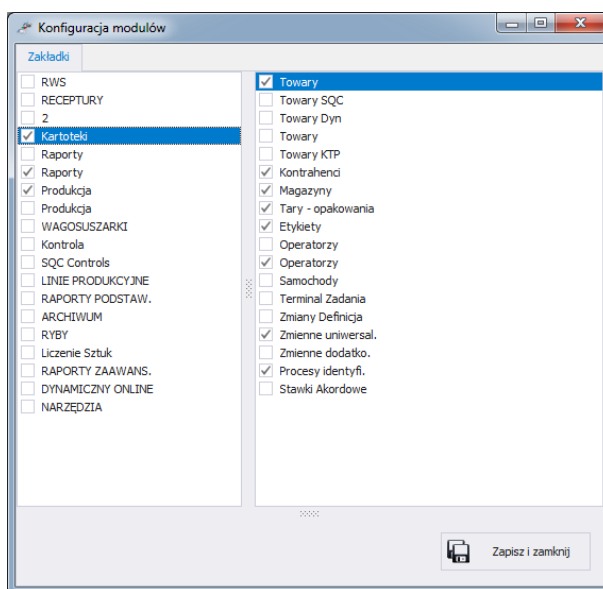 Konfiguracja modułów
Zakładki
RWS
RECEPTURY
2
Kartoteki
Raporty
Raporty
Produkcja
Produkcja
WAGOSUSZARKI
Kontrola
SQC Controls
LINIE PRODUKCYJNE
RAPORTY PODSTAW.
ARCHIWUM
RYBY
Liczenie Sztuk
RAPORTY ZAAWANS.
DYNAMICZNY ONLINE
NARZĘDZIA
Towary
Towary SQC
Towary Dyn
Towary
Towary KTP
Kontrahenci
Magazyny
Tary - opakowania
Etykiety
Operatorzy
Operatorzy
Samochody
Terminal Zadania
Zmiany Definicja
Zmienne uniwersal.
Zmienne dodatko.
Procesy identyfi.
Stawki Akordowe
Zapisz i zamknij